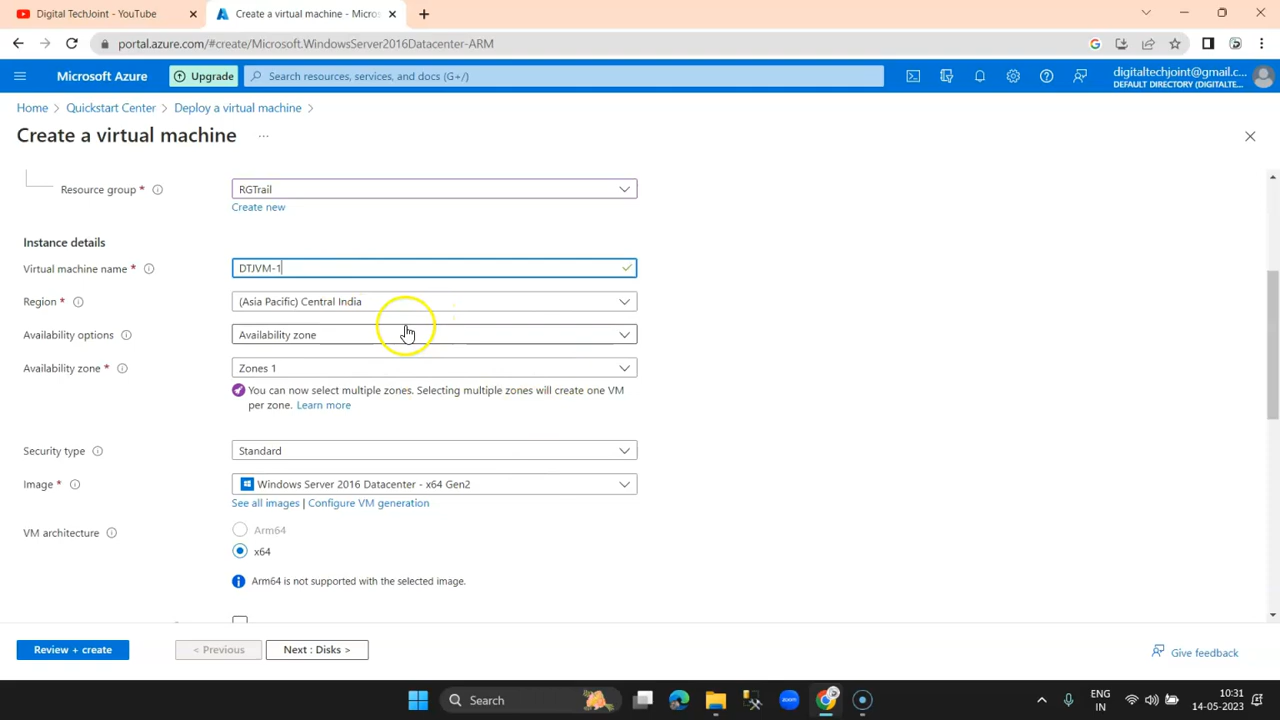 Digital TechJoint - YouTube
Create a virtual machine - Micros
portal.azure.com/#create/Microsoft.WindowsServer2016Datacenter-ARM
Microsoft Azure
Upgrade
Search resources, services, and docs (G+/)
digitaltechjoint@gmail.c...
DEFAULT DIRECTORY (DIGITALTE...
Home > Quickstart Center > Deploy a virtual machine >
Create a virtual machine ...
Resource group *
RGTrail
Create new
Instance details
Virtual machine name *
DTJVM-1
Region *
(Asia Pacific) Central India
Availability options
Availability zone
Availability zone *
Zones 1
You can now select multiple zones. Selecting multiple zones will create one VM
per zone. Learn more
Security type
Standard
Image *
Windows Server 2016 Datacenter - x64 Gen2
See all images | Configure VM generation
VM architecture
Arm64
x64
Arm64 is not supported with the selected image.
Review + create
< Previous
Next : Disks >
Give feedback
Search
zoom
ENG
IN
10:31
14-05-2023